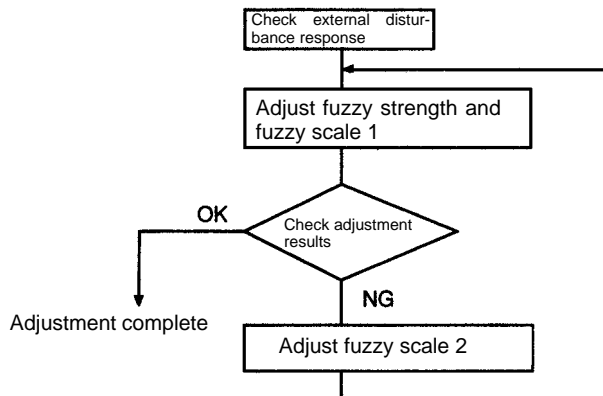 Check external distur-
bance response
Adjust fuzzy strength and
fuzzy scale 1
OK
Check adjustment
results
NG
Adjustment complete
Adjust fuzzy scale 2